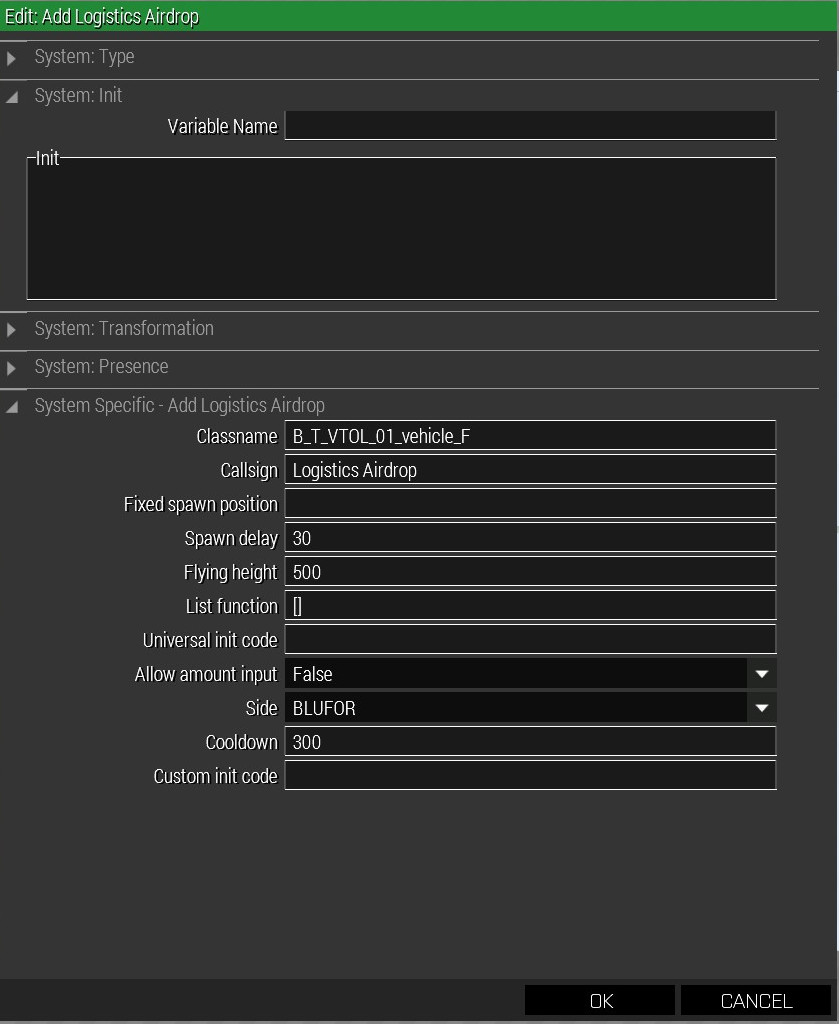 Edit: Add Logistics Airdrop
System: Type
System: Init
Variable Name
Init
System: Transformation
System: Presence
System Specific - Add Logistics Airdrop
Classname B_T_VTOL_01_vehicle_F
Callsign Logistics Airdrop
Fixed spawn position
Spawn delay 30
Flying height 500
List function []
Universal init code
Allow amount input False
Side BLUFOR
Cooldown 300
Custom init code
OK CANCEL